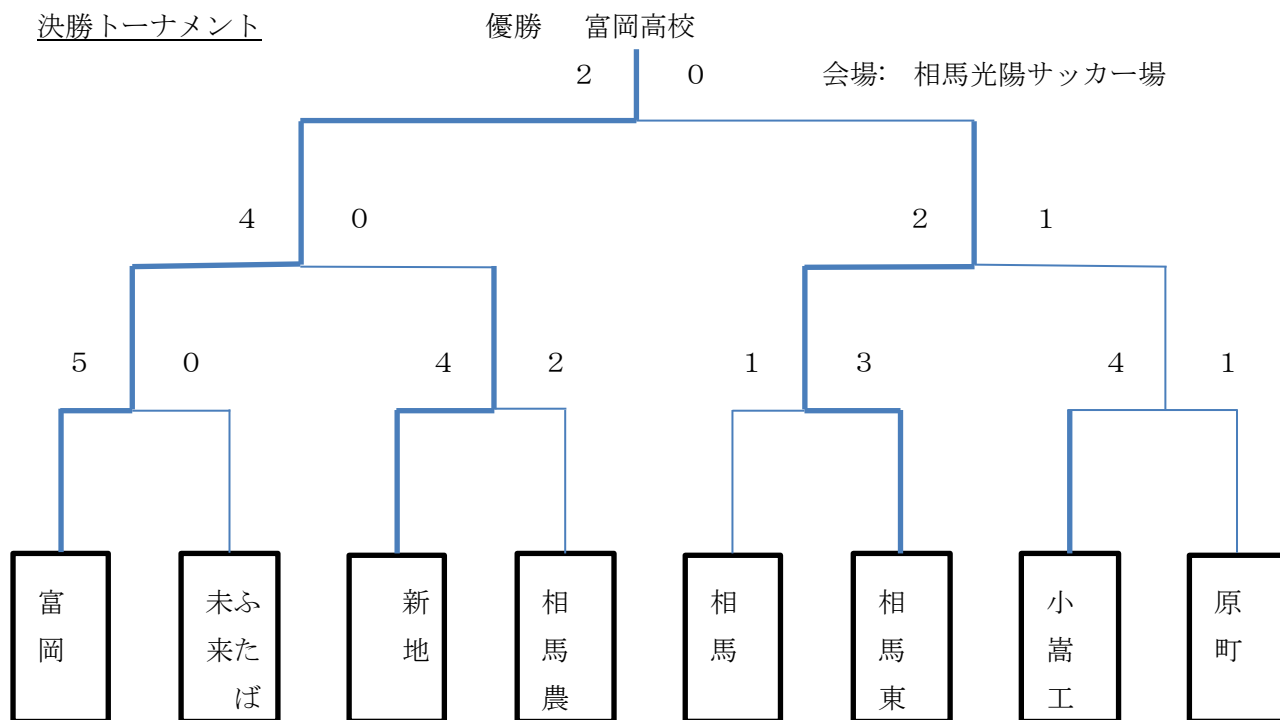 決勝トーナメント
優勝 富岡高校
2 0
会場: 相馬光陽サッカー場
4 0
2 1
5 0
4 2
1 3
4 1
富岡
ふたば
未来
新地
相馬農
相馬
相馬東
小嵩工
原町